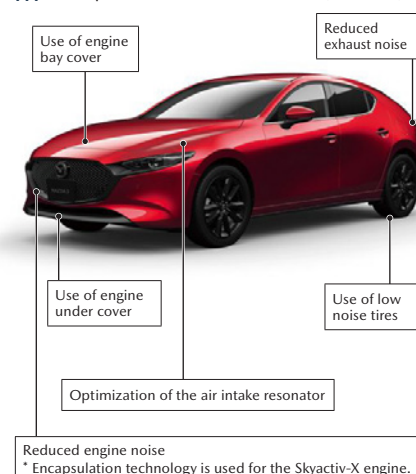 Use of engine
bay cover
Reduced
exhaust noise
Use of engine
under cover
Use of low
noise tires
Optimization of the air intake resonator
Reduced engine noise
* Encapsulation technology is used for the Skyactiv-X engine.